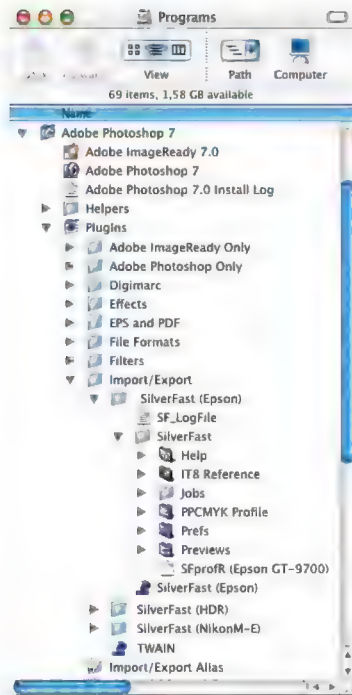 Programs
View Path Computer
69 items, 1,58 GB available
Name
Adobe Photoshop 7
Adobe ImageReady 7.0
Adobe Photoshop 7
Adobe Photoshop 7.0 Install Log
Helpers
Plugins
Adobe ImageReady Only
Adobe Photoshop Only
Digimarc
Effects
EPS and PDF
File Formats
Filters
Import/Export
SilverFast (Epson)
SF_LogFile
SilverFast
Help
IT8 Reference
Jobs
PPCMYK Profile
Prefs
Previews
SFprofR (Epson GT-9700)
SilverFast (Epson)
SilverFast (HDR)
SilverFast (NikonM-E)
TWAIN
Import/Export Alias